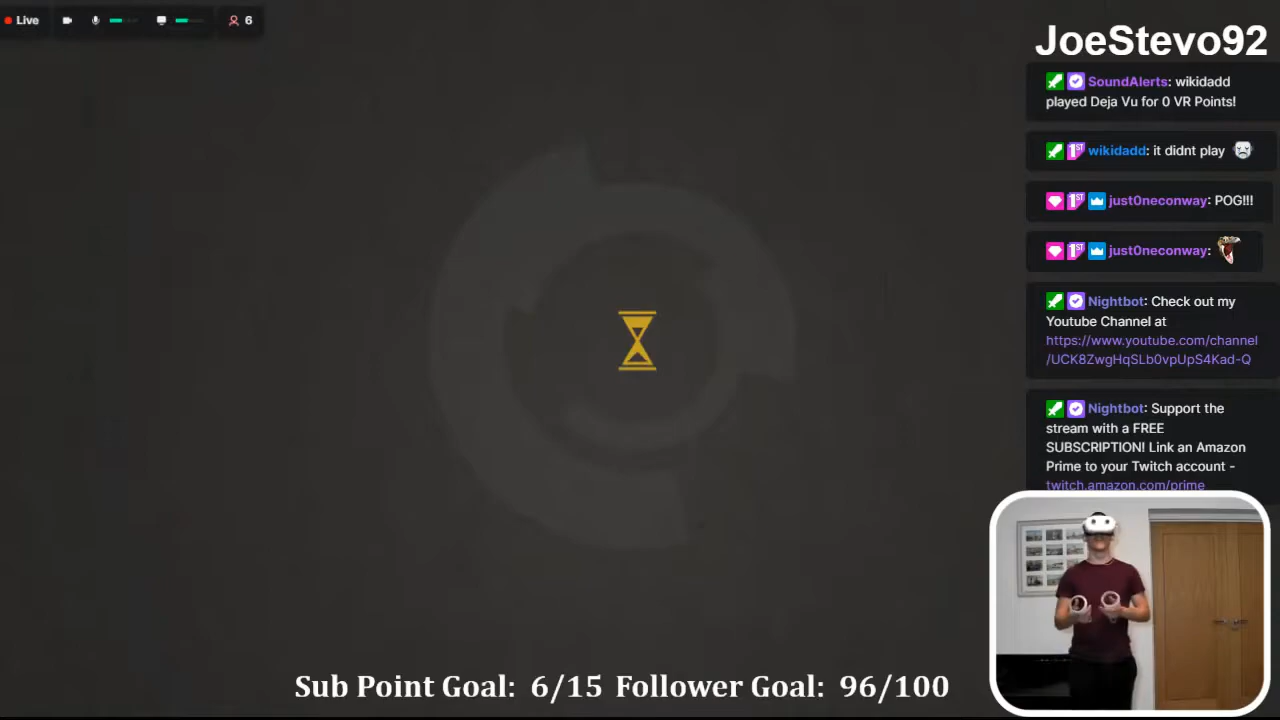 Live
6
JoeStevo92
SoundAlerts: wikidadd
played Deja Vu for 0 VR Points!
1ST wikidadd: it didnt play
1ST just0neconway: POG!!!
1ST just0neconway:
Nightbot: Check out my
Youtube Channel at
https://www.youtube.com/channel
/UCK8ZwgHqSLb0vpUpS4Kad-Q
Nightbot: Support the
stream with a FREE
SUBSCRIPTION! Link an Amazon
Prime to your Twitch account -
twitch.amazon.com/prime
Sub Point Goal: 6/15 Follower Goal: 96/100